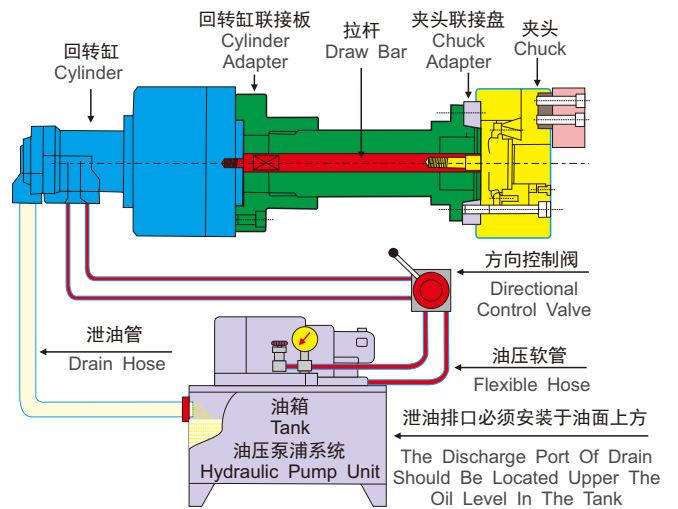 回转缸
Cylinder
回转缸联接板
Cylinder
Adapter
拉杆
Draw Bar
夹头联接盘
Chuck
Adapter
夹头
Chuck
方向控制阀
Directional
Control Valve
泄油管
Drain Hose
油压软管
Flexible Hose
油箱
Tank
油压泵浦系统
Hydraulic Pump Unit
泄油排口必须安装于油面上方
The Discharge Port Of Drain
Should Be Located Upper The
Oil Level In The Tank